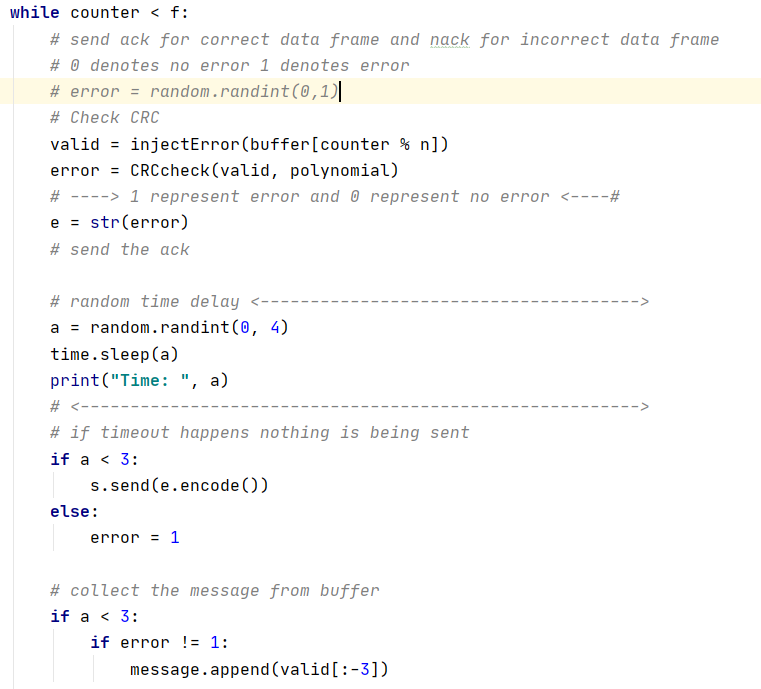 while counter < f:
    # send ack for correct data frame and nack for incorrect data frame
    # 0 denotes no error 1 denotes error
    # error = random.randint(0,1)
    # Check CRC
    valid = injectError(buffer[counter % n])
    error = CRCcheck(valid, polynomial)
    # ----> 1 represent error and 0 represent no error <----#
    e = str(error)
    # send the ack
    # random time delay <-------------------------------------->
    a = random.randint(0, 4)
    time.sleep(a)
    print("Time: ", a)
    # <-------------------------------------------------------->
    # if timeout happens nothing is being sent
    if a < 3:
        s.send(e.encode())
    else:
        error = 1
    # collect the message from buffer
    if a < 3:
        if error != 1:
            message.append(valid[:-3])